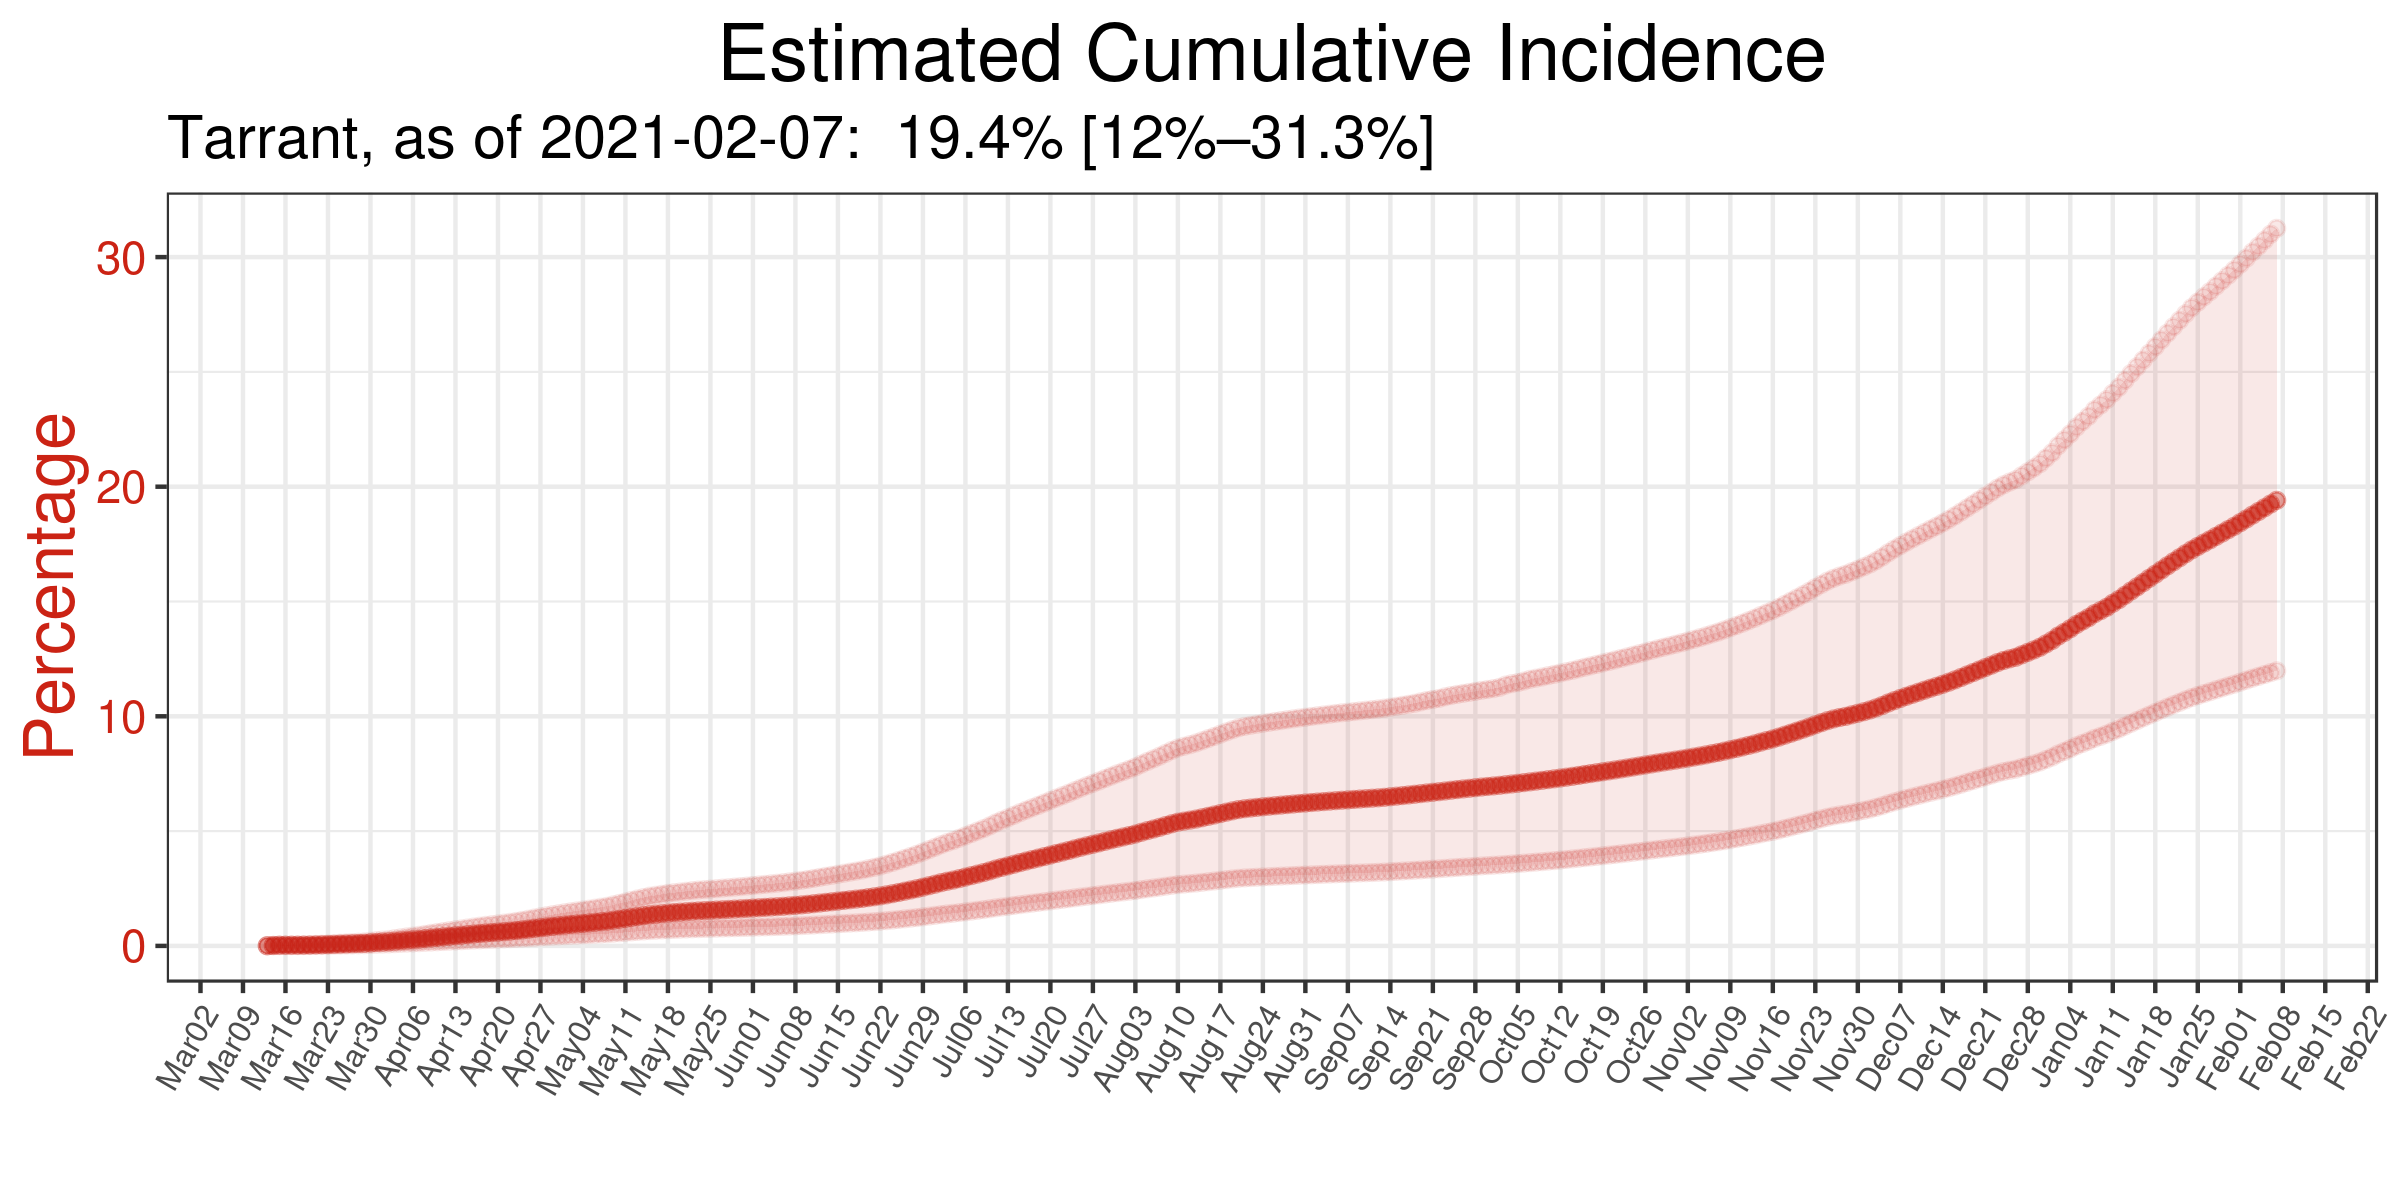 Estimated Cumulative Incidence
Tarrant, as of 2021-02-07:  19.4% [12%–31.3%]
Percentage
30
20
10
0
Mar02
Mar09
Mar16
Mar23
Mar30
Apr06
Apr13
Apr20
Apr27
May04
May11
May18
May25
Jun01
Jun08
Jun15
Jun22
Jun29
Jul06
Jul13
Jul20
Jul27
Aug03
Aug10
Aug17
Aug24
Aug31
Sep07
Sep14
Sep21
Sep28
Oct05
Oct12
Oct19
Oct26
Nov02
Nov09
Nov16
Nov23
Nov30
Dec07
Dec14
Dec21
Dec28
Jan04
Jan11
Jan18
Jan25
Feb01
Feb08
Feb15
Feb22